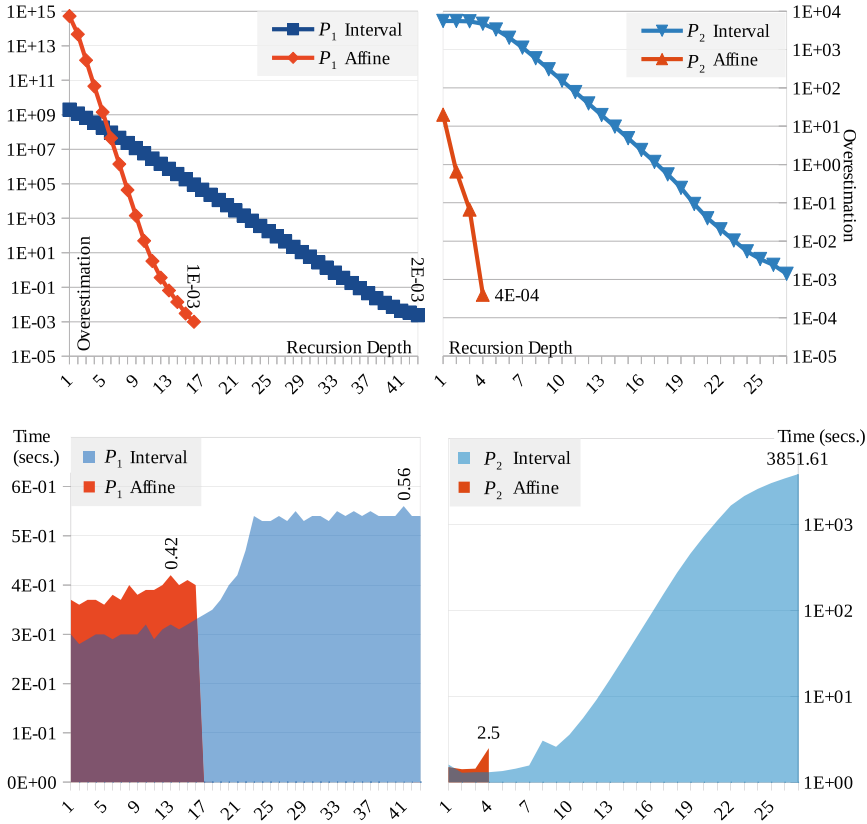 1E+15
1E+13
1E+11
1E+09
1E+07
1E+05
1E+03
1E+01
1E-01
1E-03
1E-05
P1 Interval
P1 Affine
Overestimation
1E-03
2E-03
Recursion Depth
1 5 9 13 17 21 25 29 33 37 41
P2 Interval
P2 Affine
1E+04
1E+03
1E+02
1E+01
1E+00
1E-01
1E-02
1E-03
1E-04
1E-05
Overestimation
4E-04
Recursion Depth
1 4 7 10 13 16 19 22 25
Time
(secs.)
P1 Interval
P1 Affine
6E-01
5E-01
4E-01
3E-01
2E-01
1E-01
0E+00
0.42
0.56
1 5 9 13 17 21 25 29 33 37 41
Time (secs.)
3851.61
P2 Interval
P2 Affine
1E+03
1E+02
1E+01
1E+00
2.5
1 4 7 10 13 16 19 22 25